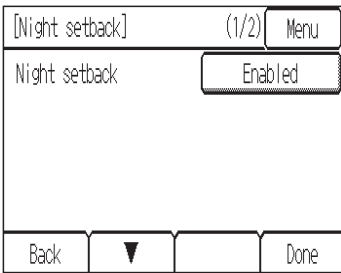 [Night setback] (1/2) Menu
Night setback Enabled
Back ▼ Done